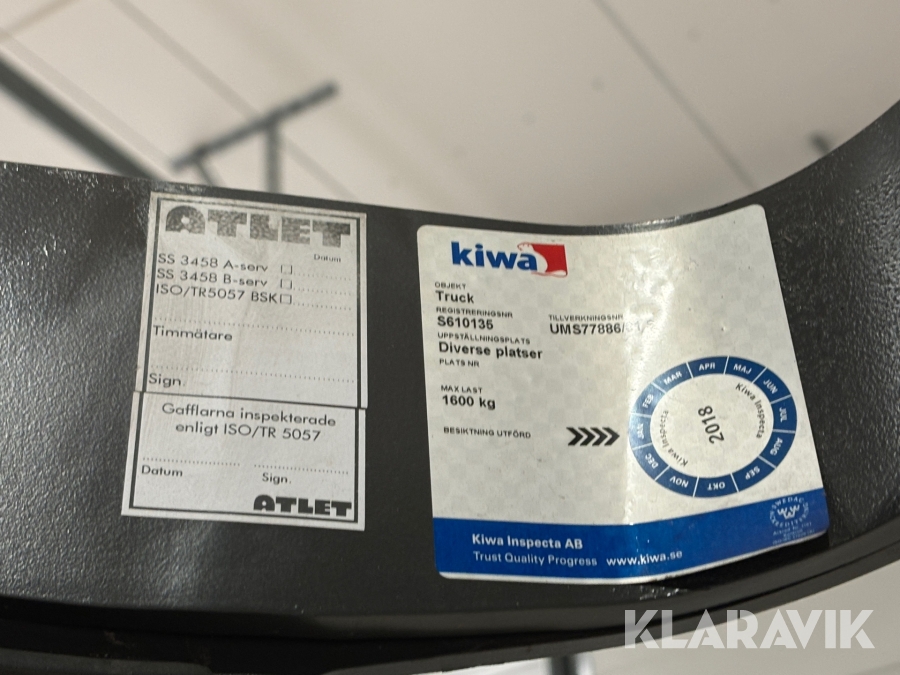 ATLET
Datum
SS 3458 A-serv
SS 3458 B-serv
ISO/TR5057 BSK
Timmätare
Sign.
Gafflarna inspekterade
enligt ISO/TR 5057
Datum
Sign.
ATLET
kiwa
OBJEKT
Truck
REGISTRERINGSNR
TILLVERKNINGSNR
S610135
UPPSTÄLLNINGSPLATS
Diverse platser
PLATS NR
MAX LAST
1600 kg
BESIKTNING UTFÖRD
JAN FEB MAR APR MAJ JUN JUL AUG SEP OKT NOV DEC
Kiwa Inspecta
2018
Kiwa Inspecta
SWEDAC
Kiwa Inspecta AB
Trust Quality Progress www.kiwa.se
KLARAVIK